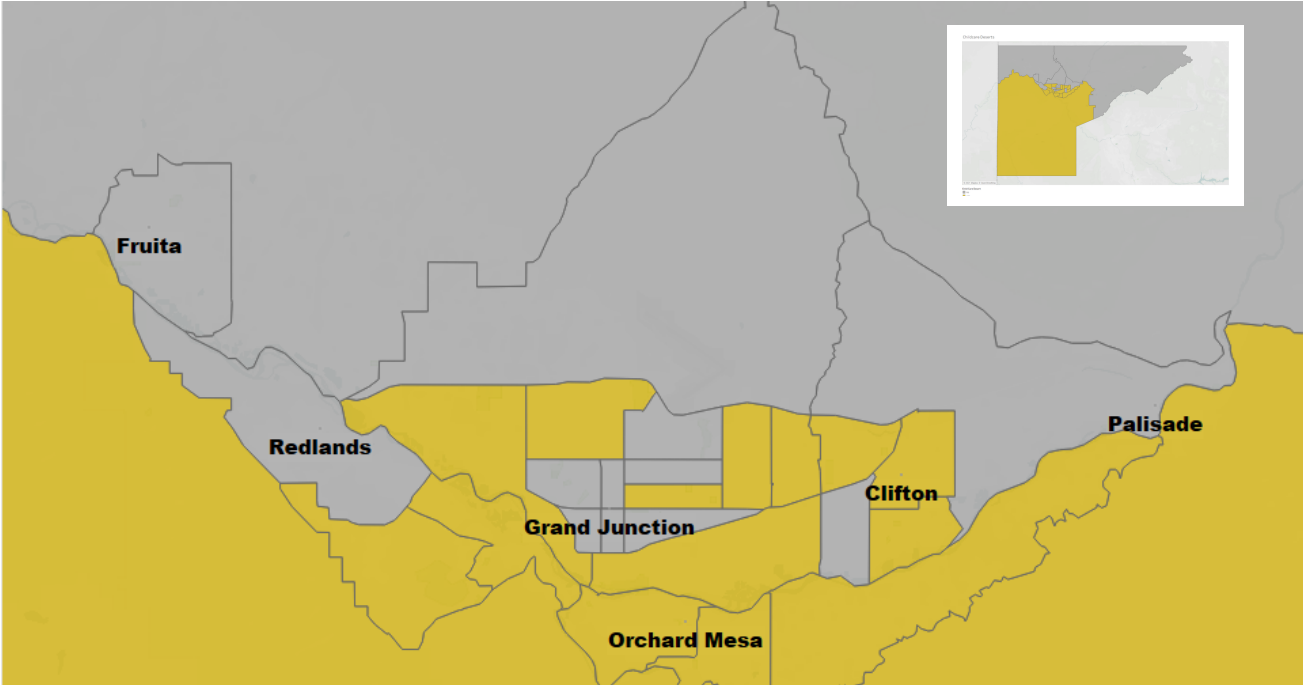 Fruita
Redlands
Palisade
Clifton
Grand Junction
Orchard Mesa